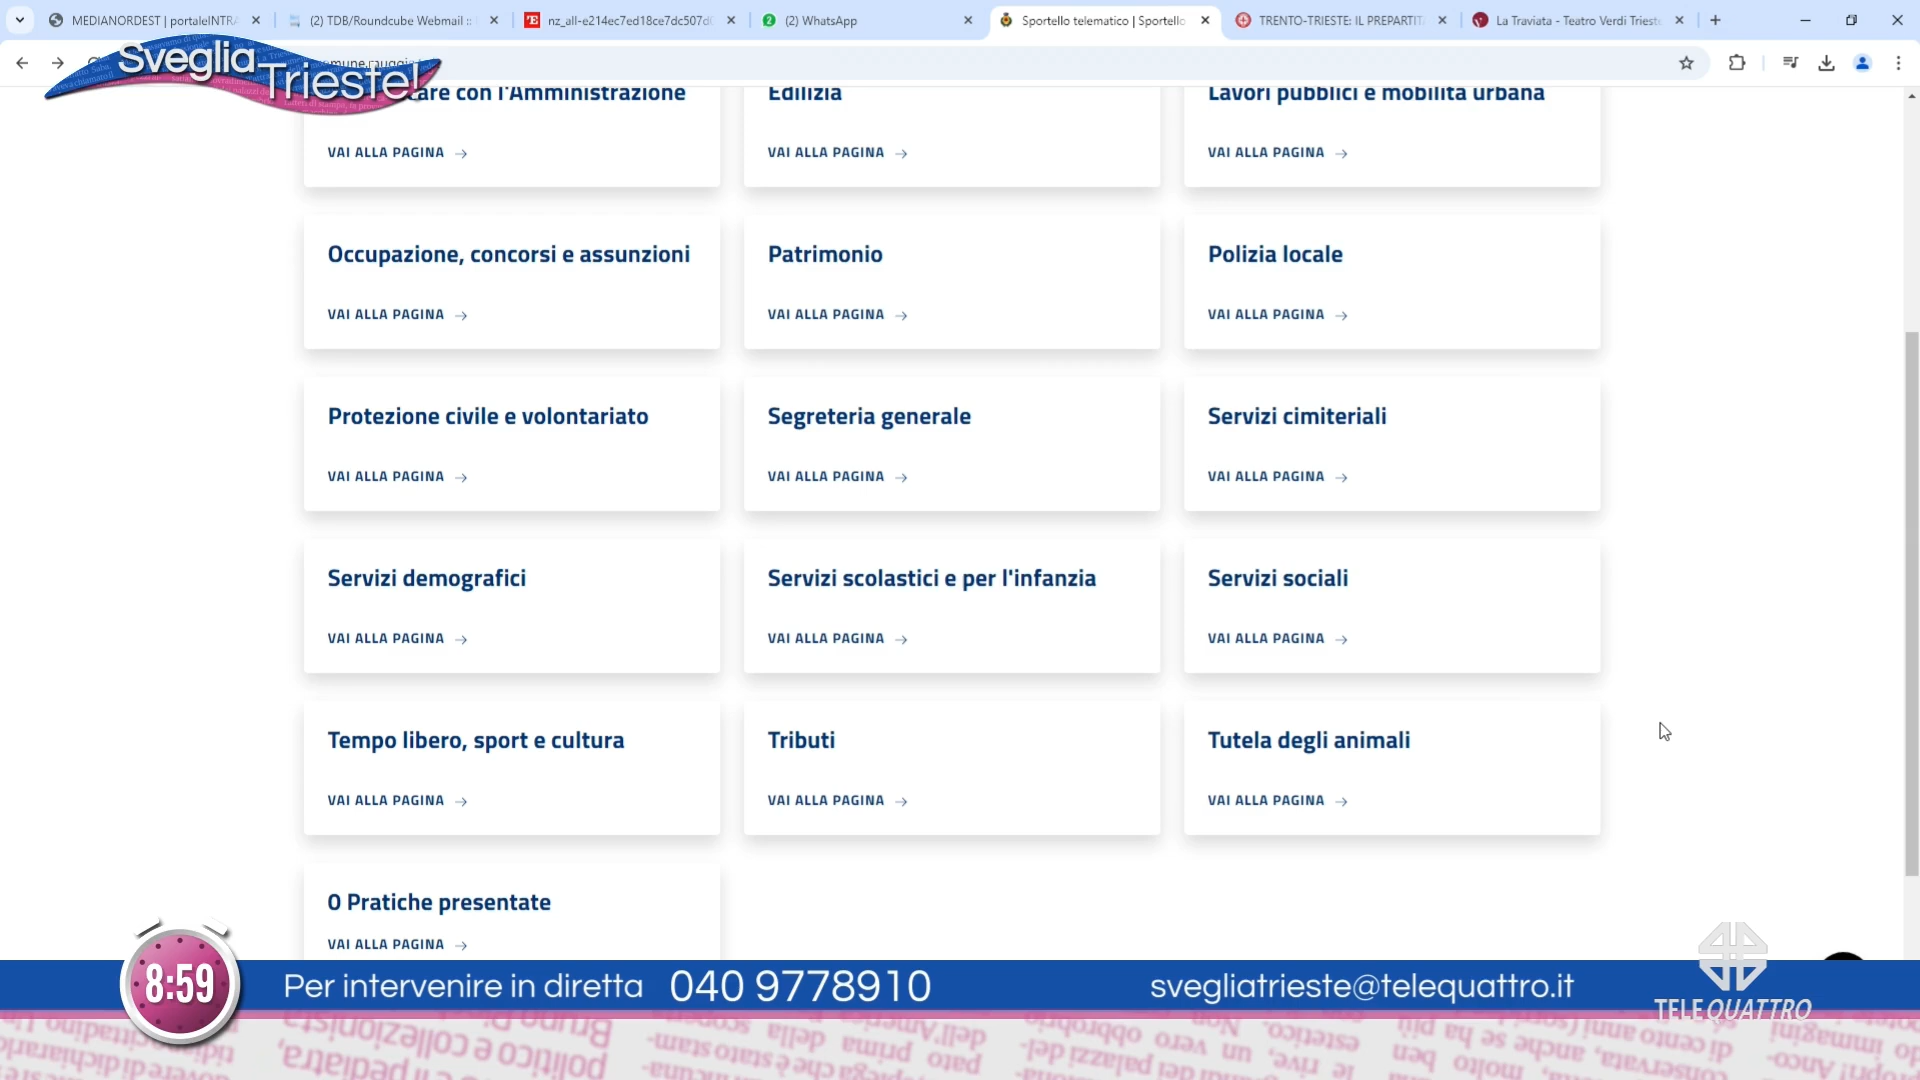 MEDIANORDEST | portaleINTRA
(2) TDB/Roundcube Webmail ::
nz_all-e214ec7ed18ce7dc507d
(2) WhatsApp
Sportello telematico | Sportello
TRENTO-TRIESTE: IL PREPARTIT
La Traviata - Teatro Verdi Trieste
Sveglia
Trieste!
are con l'Amministrazione
Edilizia
Lavori pubblici e mobilità urbana
VAI ALLA PAGINA →
VAI ALLA PAGINA →
VAI ALLA PAGINA →
Occupazione, concorsi e assunzioni
Patrimonio
Polizia locale
VAI ALLA PAGINA →
VAI ALLA PAGINA →
VAI ALLA PAGINA →
Protezione civile e volontariato
Segreteria generale
Servizi cimiteriali
VAI ALLA PAGINA →
VAI ALLA PAGINA →
VAI ALLA PAGINA →
Servizi demografici
Servizi scolastici e per l'infanzia
Servizi sociali
VAI ALLA PAGINA →
VAI ALLA PAGINA →
VAI ALLA PAGINA →
Tempo libero, sport e cultura
Tributi
Tutela degli animali
VAI ALLA PAGINA →
VAI ALLA PAGINA →
VAI ALLA PAGINA →
0 Pratiche presentate
VAI ALLA PAGINA →
8:59
Per intervenire in diretta 040 9778910
svegliatrieste@telequattro.it
TELEQUATTRO